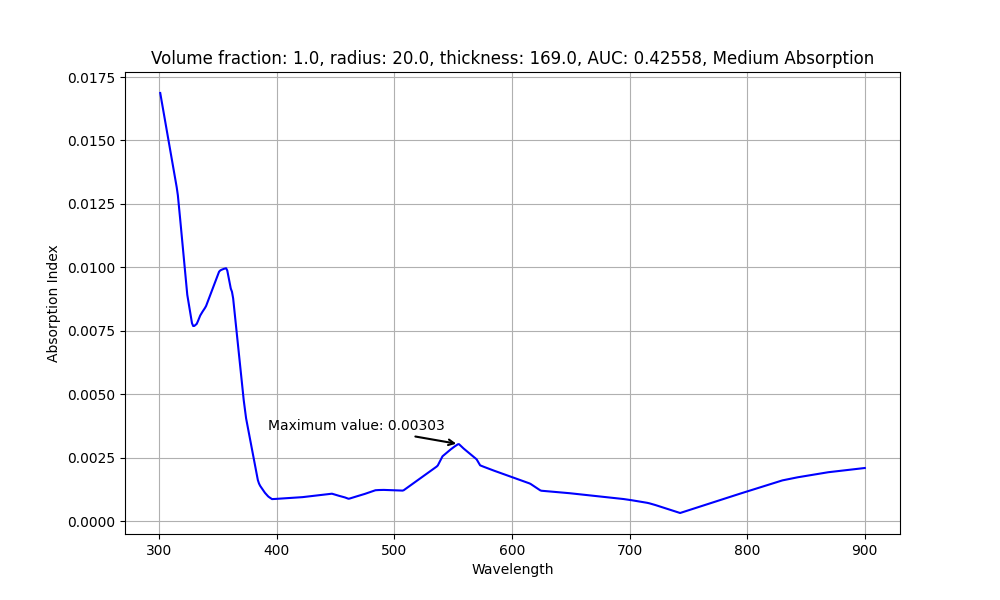 Volume fraction: 1.0, radius: 20.0, thickness: 169.0, AUC: 0.42558, Medium Absorption
0.0175
0.0150
0.0125
0.0100
0.0075
0.0050
0.0025
0.0000
Absorption Index
Maximum value: 0.00303
300 400 500 600 700 800 900
Wavelength